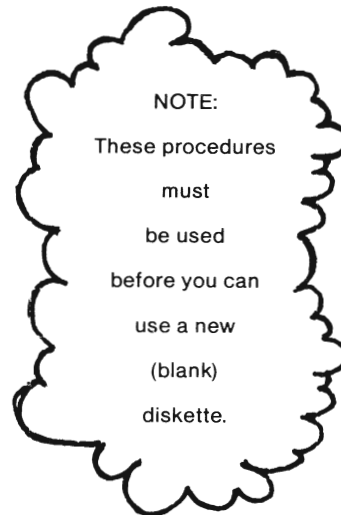 NOTE:
These procedures
must
be used
before you can
use a new
(blank)
diskette.